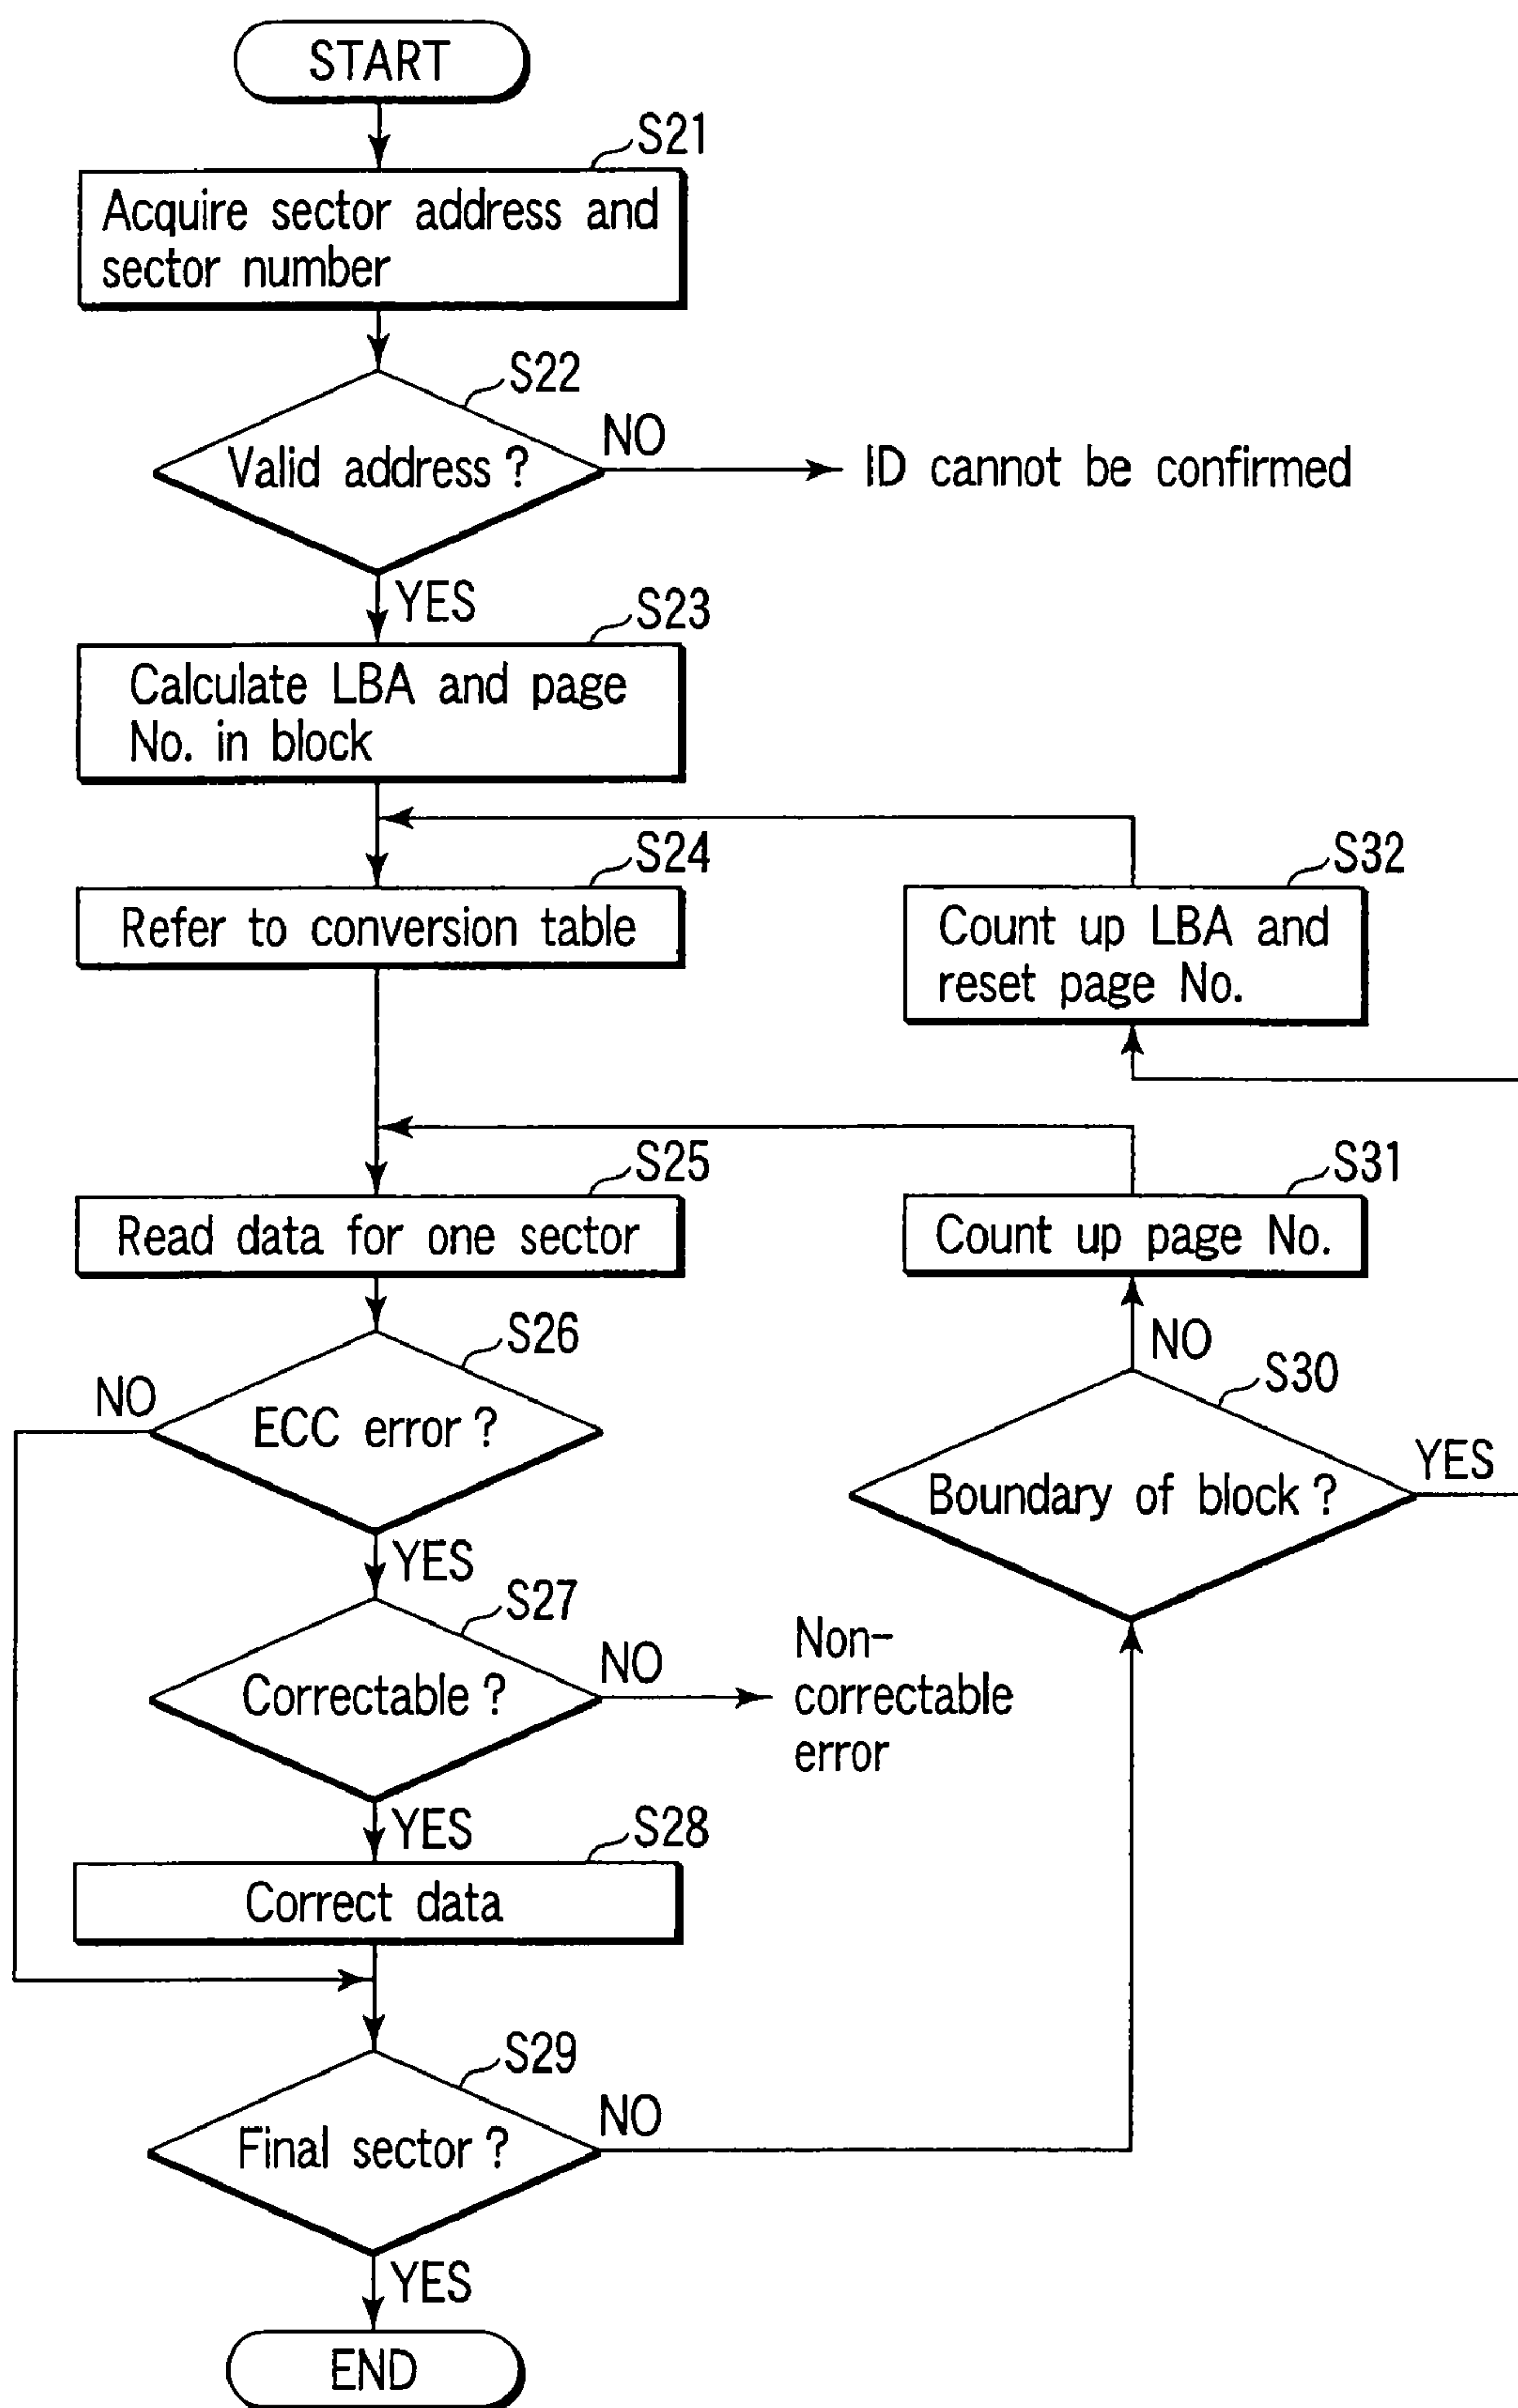 START
S21
Acquire sector address and
sector number
S22
Valid address ?
NO
ID cannot be confirmed
YES
S23
Calculate LBA and page
No. in block
S24
Refer to conversion table
S32
Count up LBA and
reset page No.
S25
Read data for one sector
S31
Count up page No.
S26
NO
ECC error ?
NO
S30
Boundary of block ?
YES
YES
S27
Correctable ?
NO
Non-
correctable
error
YES
S28
Correct data
S29
Final sector ?
NO
YES
END